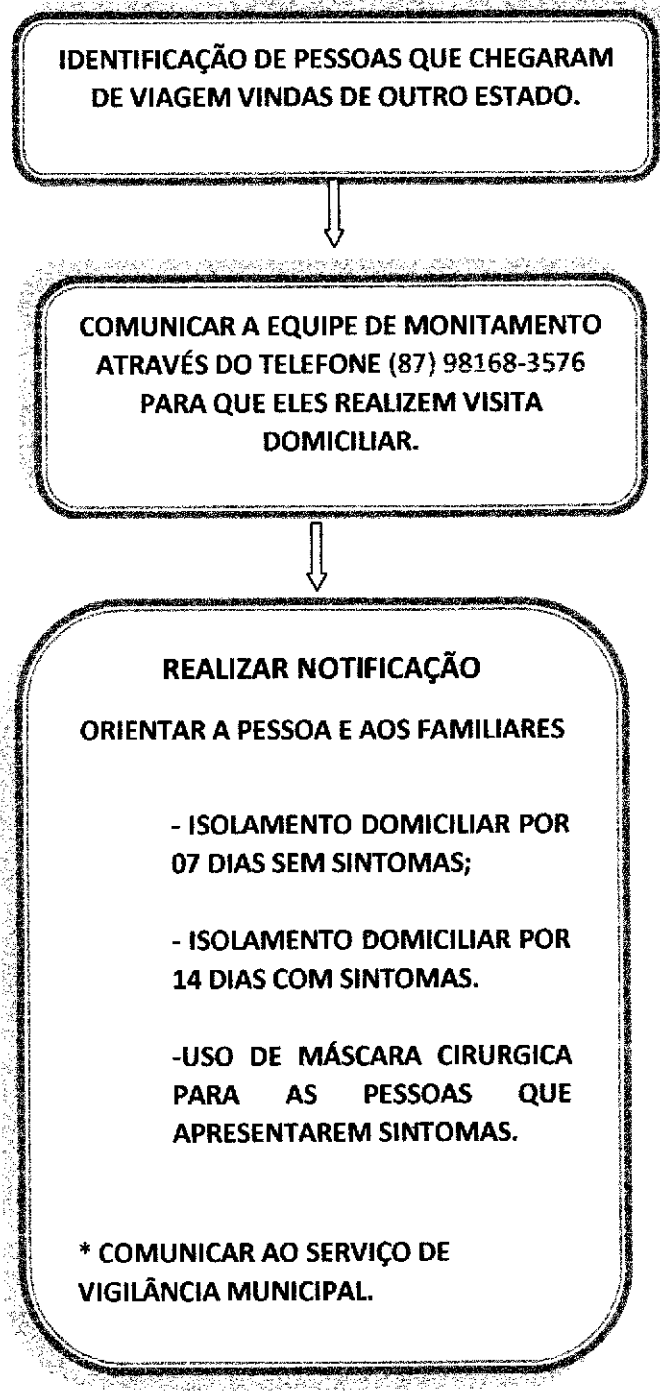 IDENTIFICAÇÃO DE PESSOAS QUE CHEGARAM
DE VIAGEM VINDAS DE OUTRO ESTADO.
COMUNICAR A EQUIPE DE MONITAMENTO
ATRAVÉS DO TELEFONE (87) 98168-3576
PARA QUE ELES REALIZEM VISITA
DOMICILIAR.
REALIZAR NOTIFICAÇÃO
ORIENTAR A PESSOA E AOS FAMILIARES
- ISOLAMENTO DOMICILIAR POR
07 DIAS SEM SINTOMAS;
- ISOLAMENTO DOMICILIAR POR
14 DIAS COM SINTOMAS.
-USO DE MÁSCARA CIRURGICA
PARA AS PESSOAS QUE
APRESENTAREM SINTOMAS.
* COMUNICAR AO SERVIÇO DE
VIGILÂNCIA MUNICIPAL.